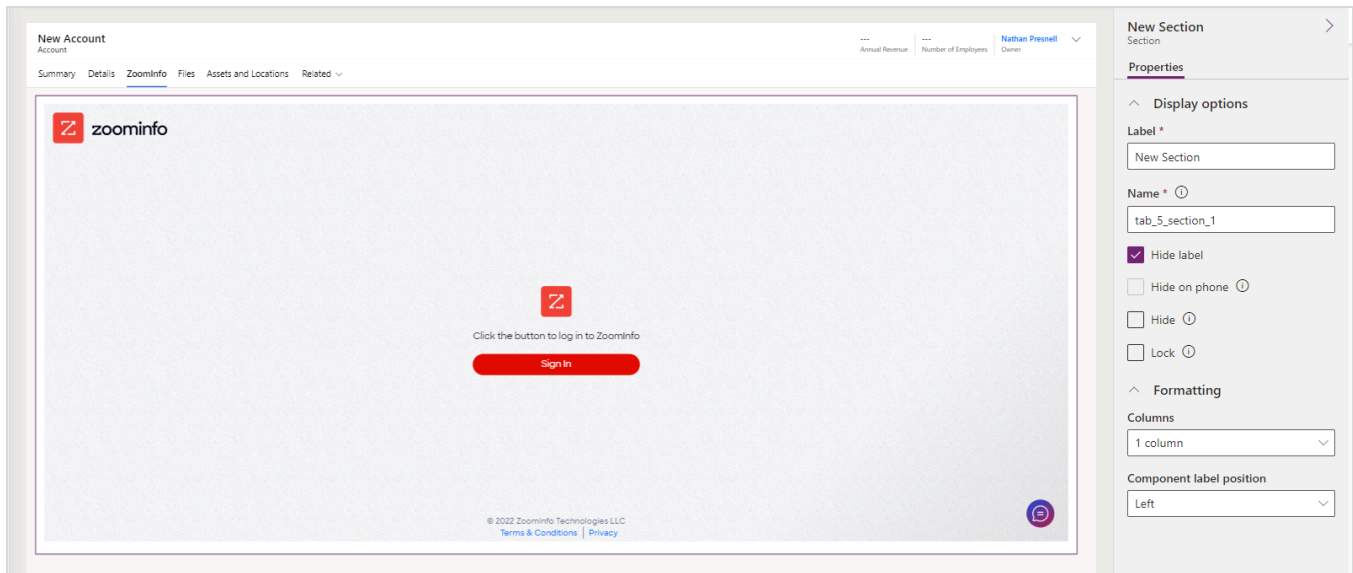 New Account
Account
---
Annual Revenue
---
Number of Employees
Nathan Presnell
Owner
Summary Details ZoomInfo Files Assets and Locations Related
zoominfo
Click the button to log in to ZoomInfo
Sign In
© 2022 ZoomInfo Technologies LLC
Terms & Conditions | Privacy
New Section
Section
Properties
Display options
Label *
New Section
Name *
tab_5_section_1
Hide label
Hide on phone
Hide
Lock
Formatting
Columns
1 column
Component label position
Left